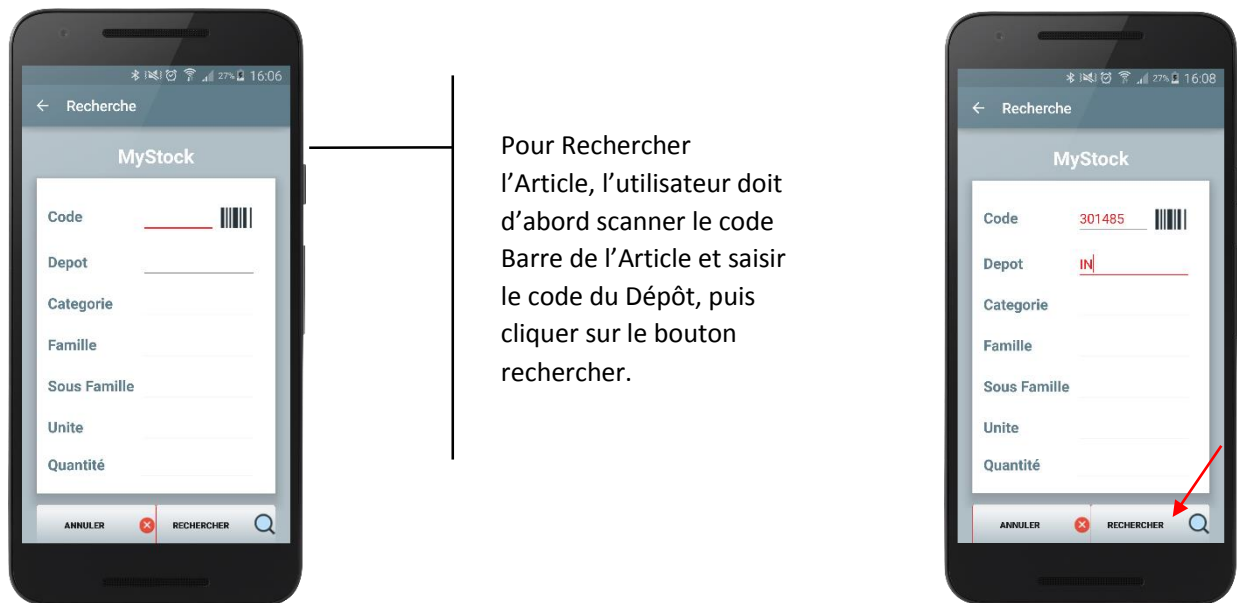 16:06
27%
← Recherche
MyStock
Code
Depot
Categorie
Famille
Sous Famille
Unite
Quantité
ANNULER RECHERCHER
Pour Rechercher
l’Article, l’utilisateur doit
d’abord scanner le code
Barre de l’Article et saisir
le code du Dépôt, puis
cliquer sur le bouton
rechercher.
27% 16:08
← Recherche
MyStock
Code 301485
Depot IN
Categorie
Famille
Sous Famille
Unite
Quantité
ANNULER RECHERCHER